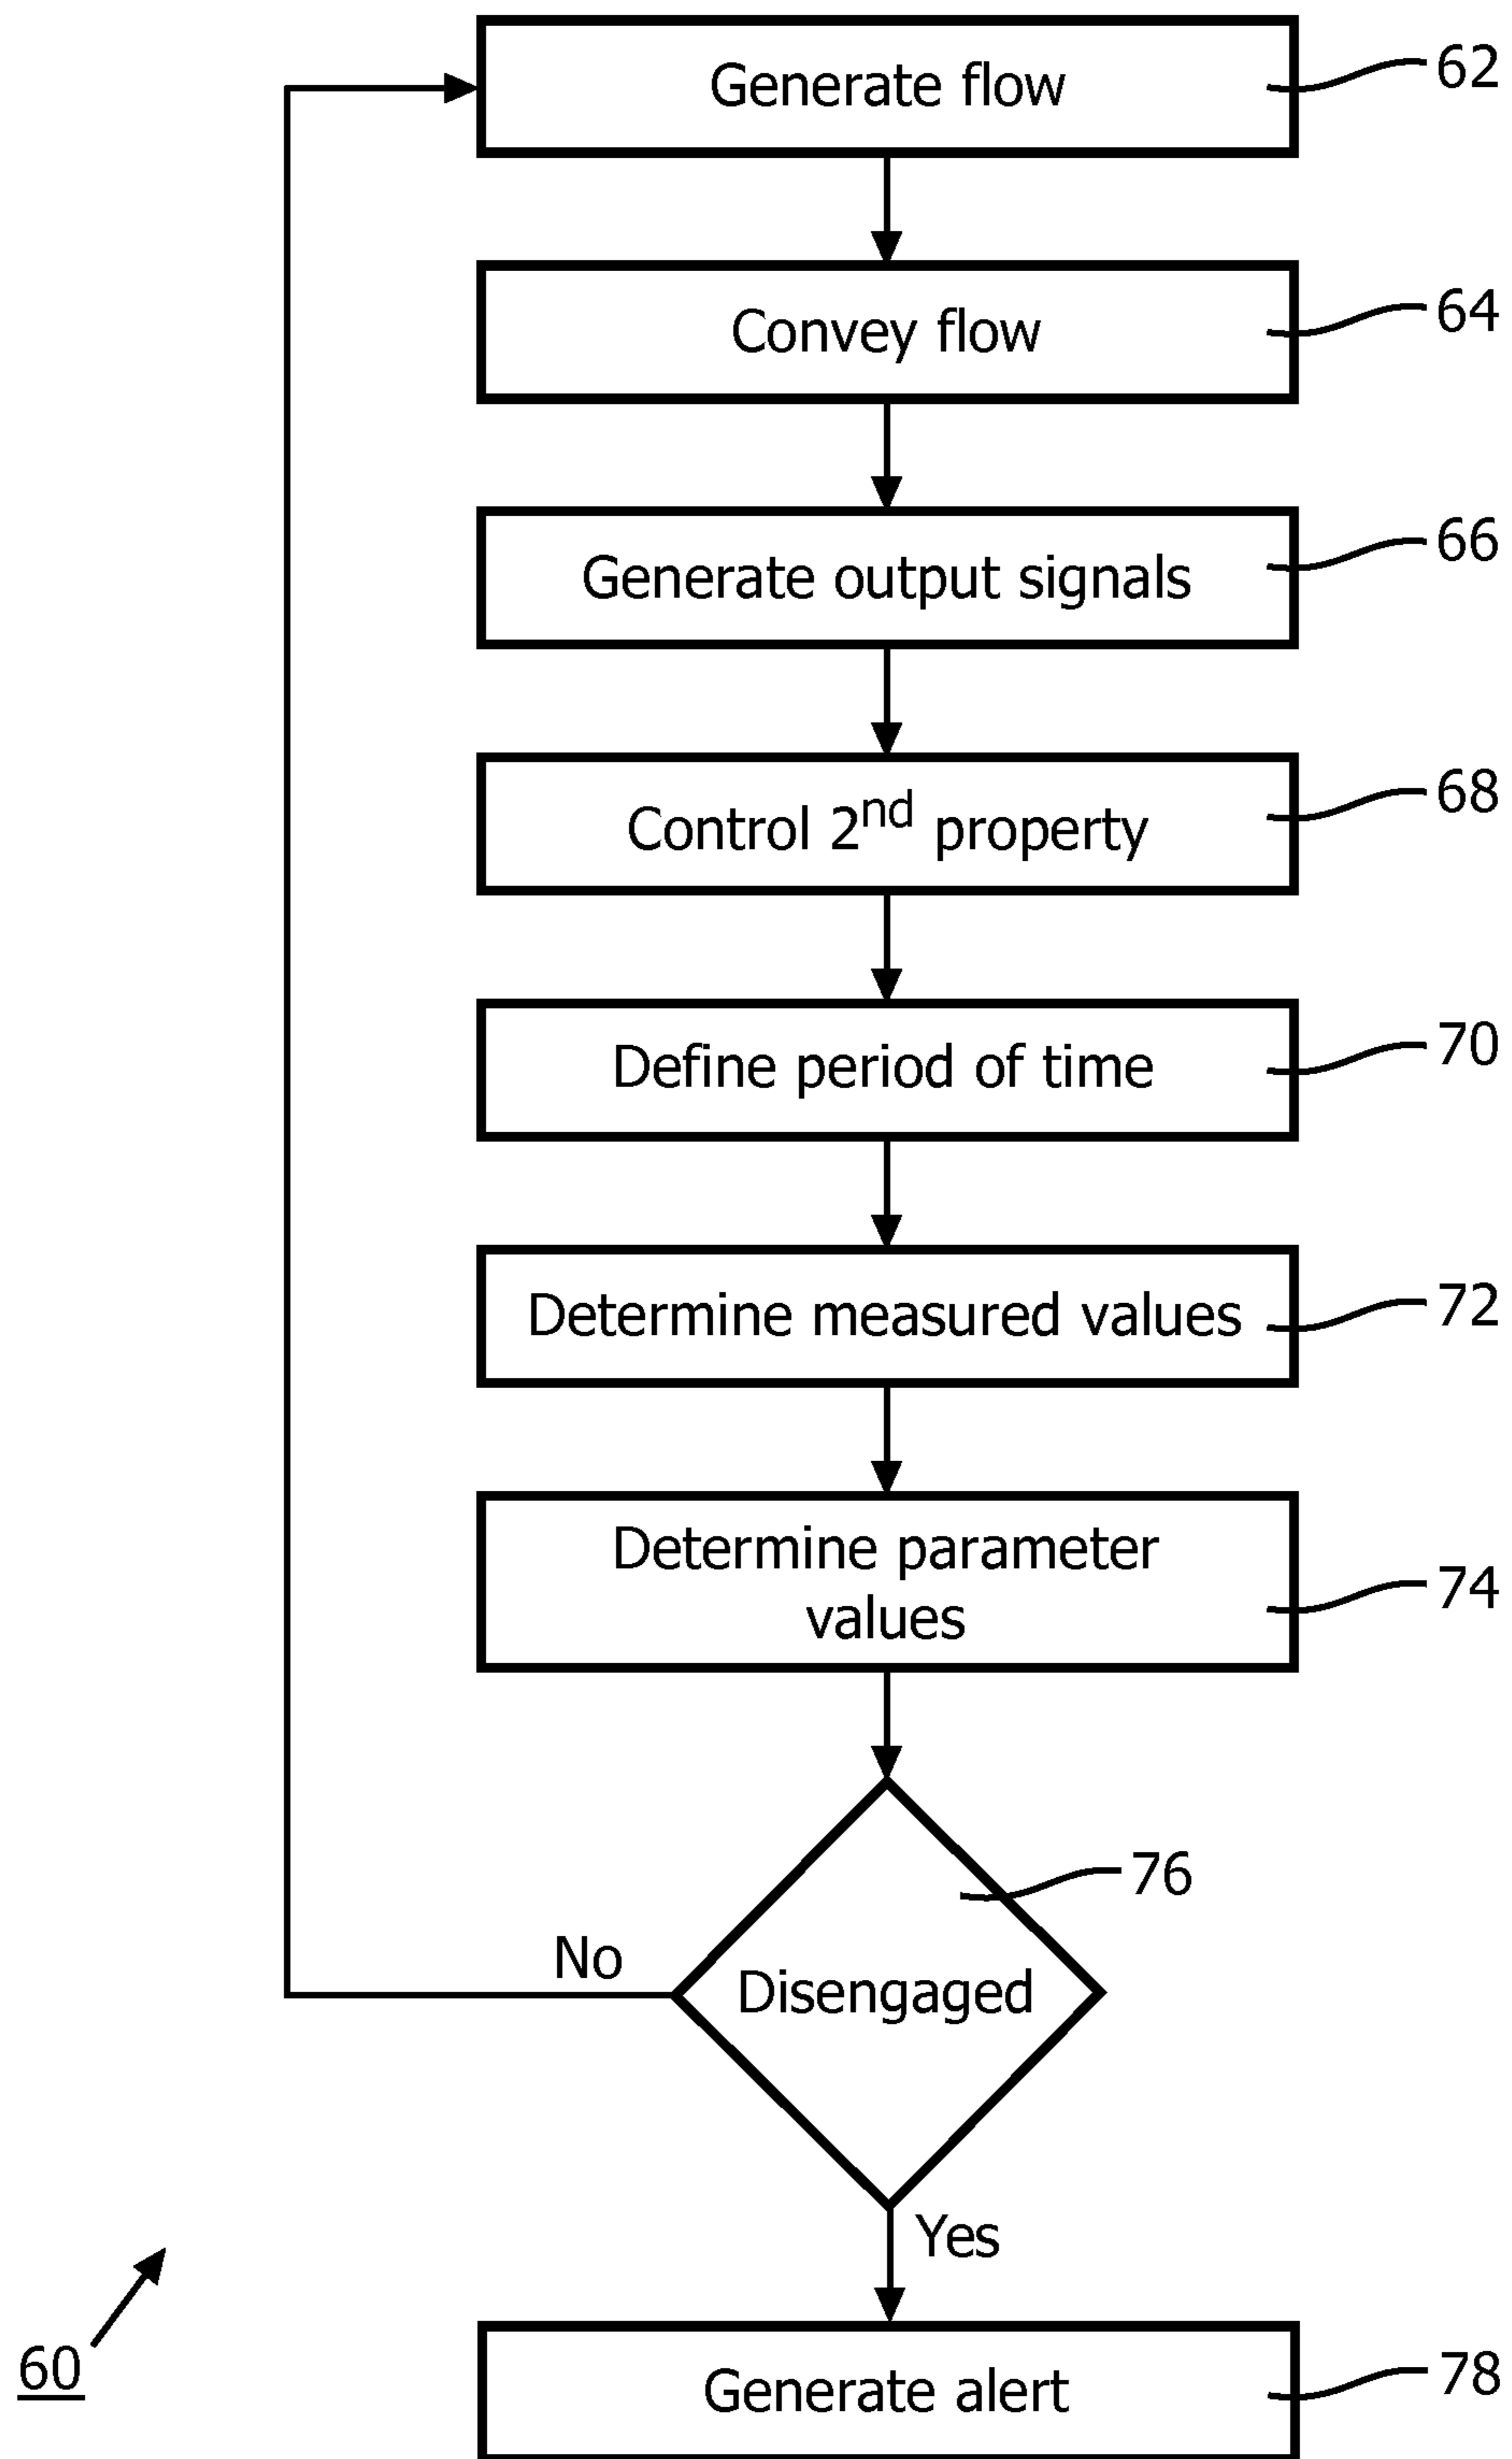 Generate flow
62
Convey flow
64
Generate output signals
66
Control 2nd property
68
Define period of time
70
Determine measured values
72
Determine parameter
values
74
76
No
Disengaged
Yes
60
Generate alert
78